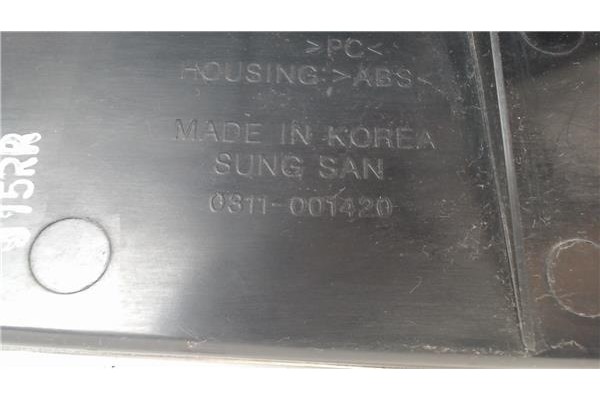 >PC<
HOUSING:>ABS<
MADE IN KOREA
SUNG SAN
0311-001420